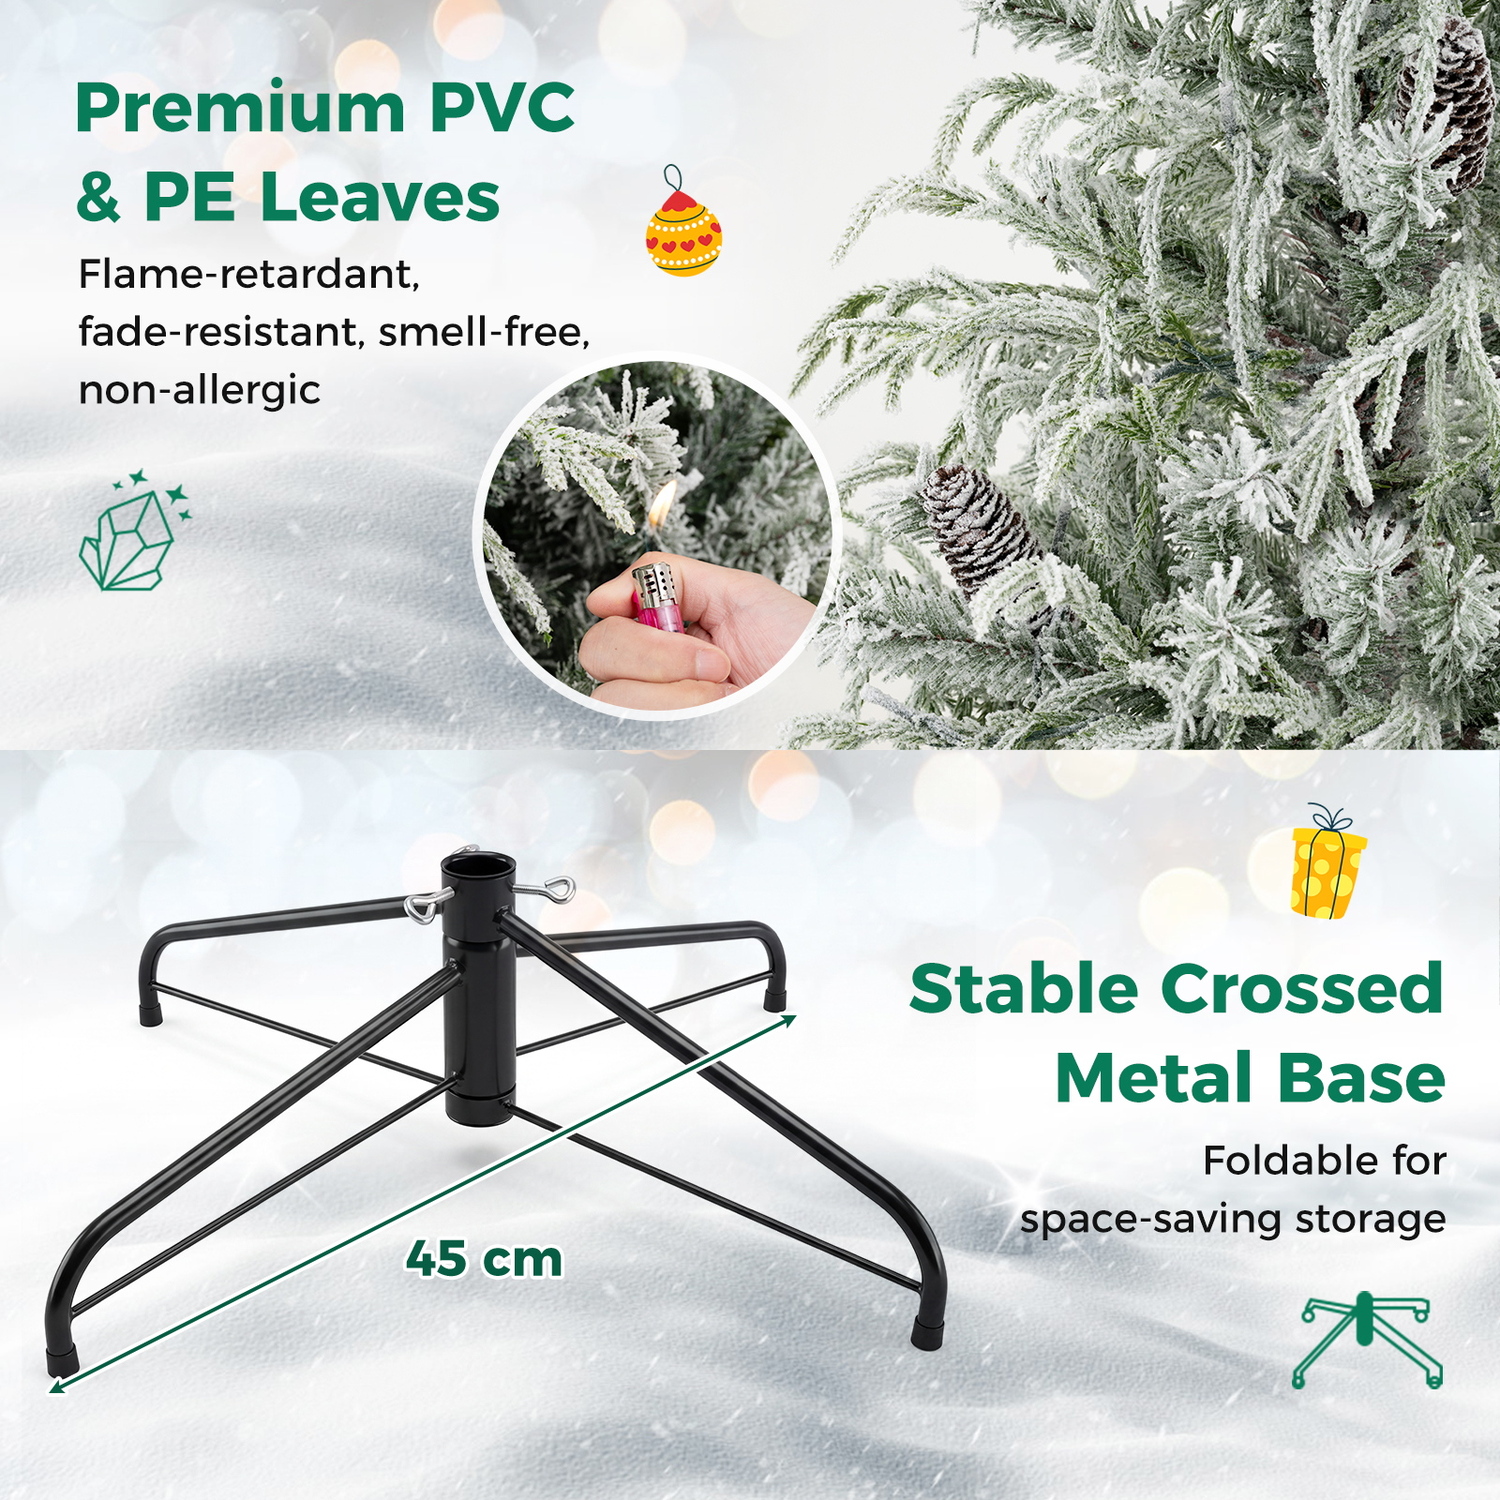 Premium PVC
& PE Leaves
Flame-retardant,
fade-resistant, smell-free,
non-allergic
45 cm
Stable Crossed
Metal Base
Foldable for
space-saving storage